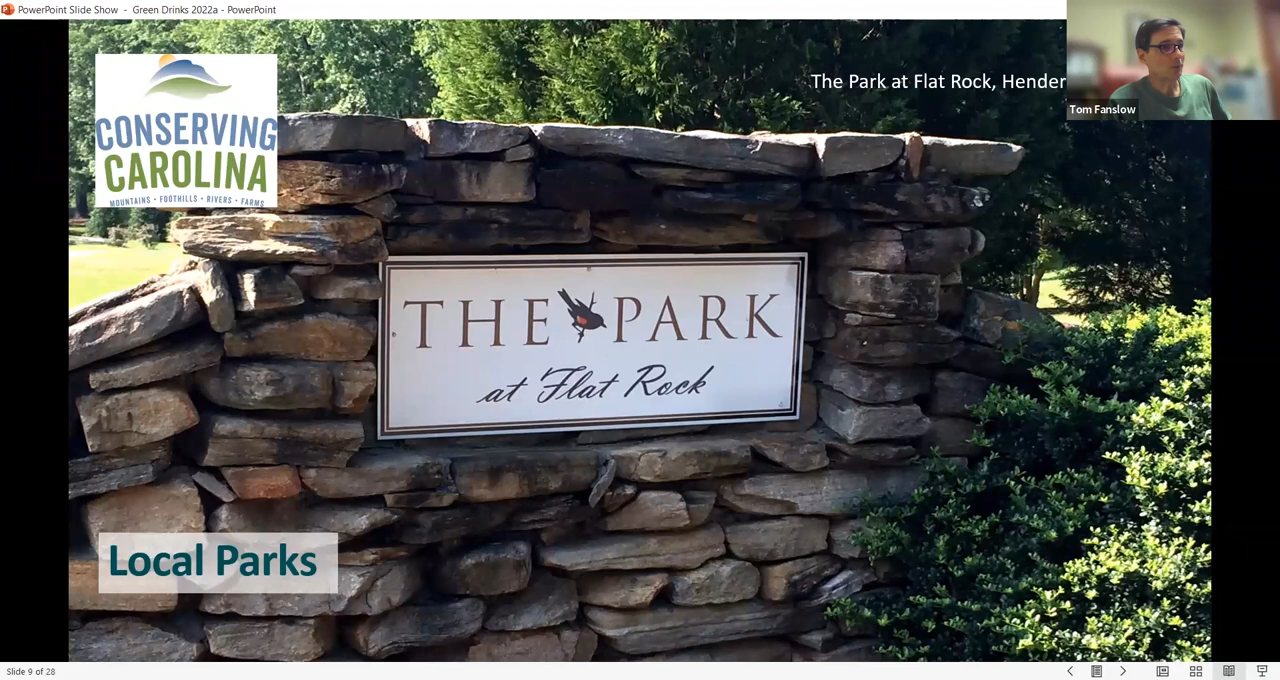 PowerPoint Slide Show - Green Drinks 2022a - PowerPoint
The Park at Flat Rock, Hender
Tom Fanslow
CONSERVING
CAROLINA
MOUNTAINS • FOOTHILLS • RIVERS • FARMS
THE PARK
at Flat Rock
Local Parks
Slide 9 of 28